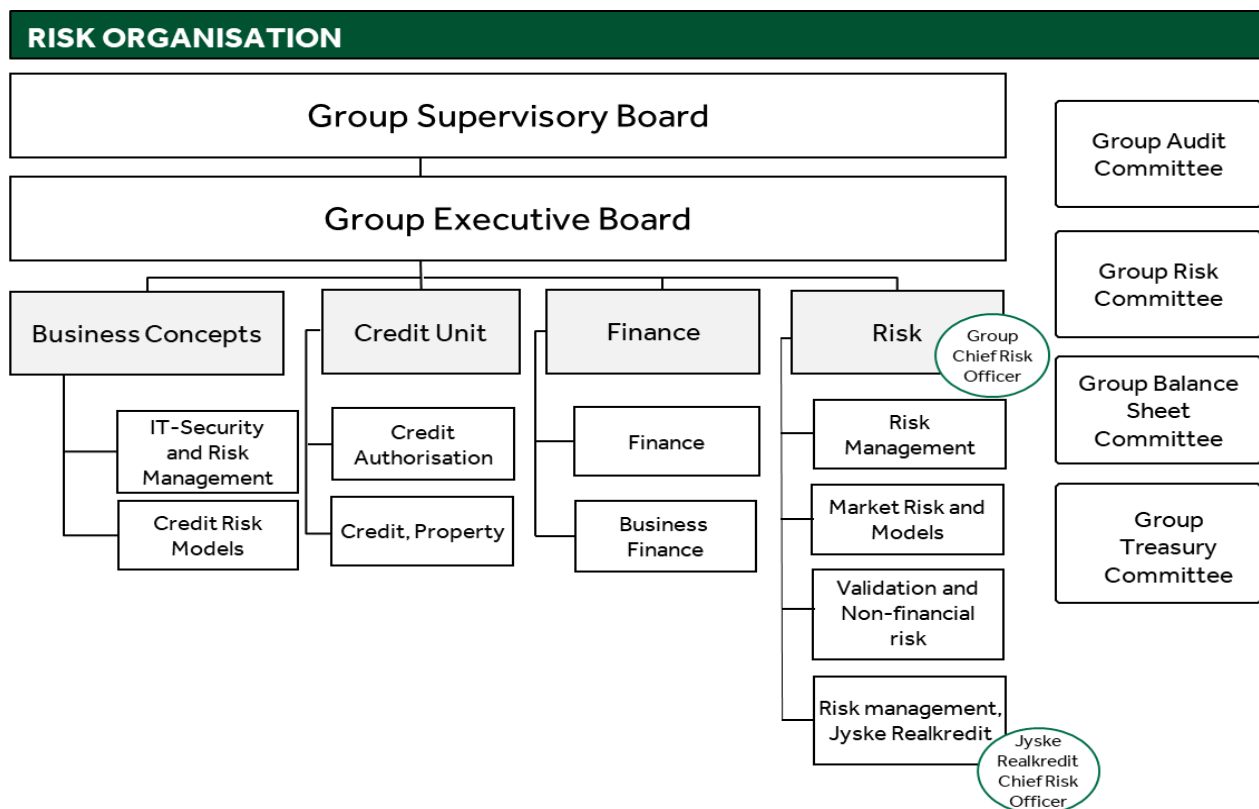 RISK ORGANISATION
Group Supervisory Board
Group Executive Board
Business Concepts
IT-Security
and Risk
Management
Credit Risk
Models
Credit Unit
Credit
Authorisation
Credit, Property
Finance
Finance
Business
Finance
Risk
Group
Chief Risk
Officer
Risk
Management
Market Risk and
Models
Validation and
Non-financial
risk
Risk management,
Jyske Realkredit
Jyske
Realkredit
Chief Risk
Officer
Group Audit
Committee
Group Risk
Committee
Group Balance
Sheet
Committee
Group
Treasury
Committee